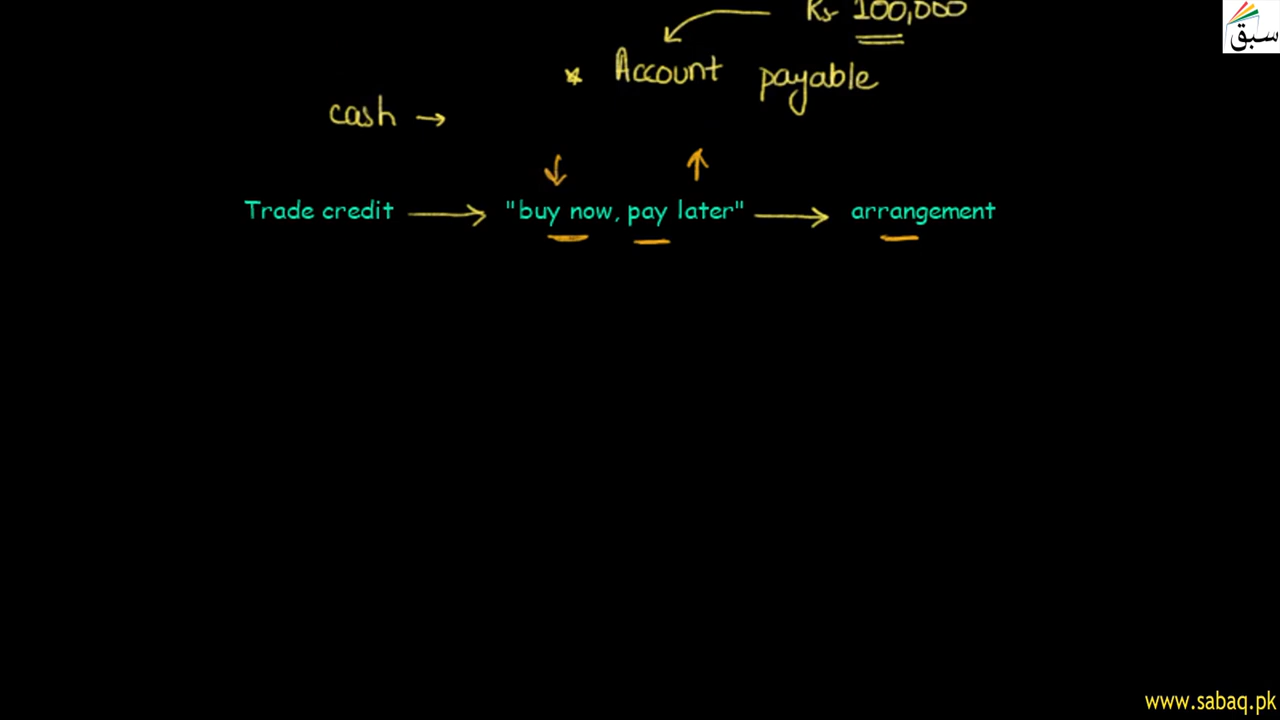 Rs 100,000
سبق
* Account payable
cash →
Trade credit → "buy now, pay later" → arrangement
www.sabaq.pk